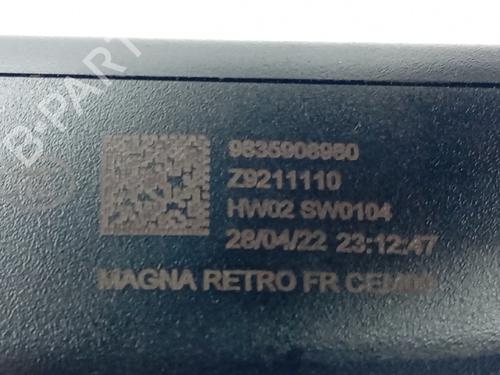 B-PARTS
9835906980
Z9211110
HW02 SW0104
28/04/22 23:12:47
MAGNA RETRO FR